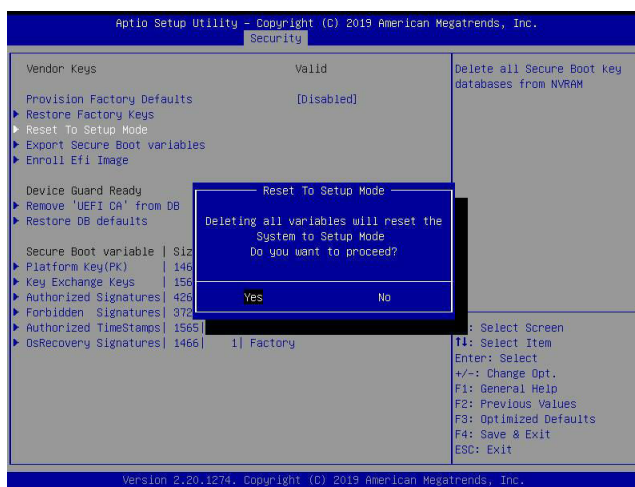 Aptio Setup Utility – Copyright (C) 2019 American Megatrends, Inc.
Security
Vendor Keys Valid
Provision Factory Defaults [Disabled]
Restore Factory Keys
Reset To Setup Mode
Export Secure Boot variables
Enroll Efi Image
Device Guard Ready
Remove 'UEFI CA' from DB
Restore DB defaults
Secure Boot variable | Siz
Platform Key(PK) | 146
Key Exchange Keys | 156
Authorized Signatures| 426
Forbidden Signatures| 372
Authorized TimeStamps| 1565|
OsRecovery Signatures| 1466| 1| Factory
Reset To Setup Mode
Deleting all variables will reset the
System to Setup Mode
Do you want to proceed?
Yes No
Delete all Secure Boot key
databases from NVRAM
: Select Screen
↑↓: Select Item
Enter: Select
+/-: Change Opt.
F1: General Help
F2: Previous Values
F3: Optimized Defaults
F4: Save & Exit
ESC: Exit
Version 2.20.1274. Copyright (C) 2019 American Megatrends, Inc.